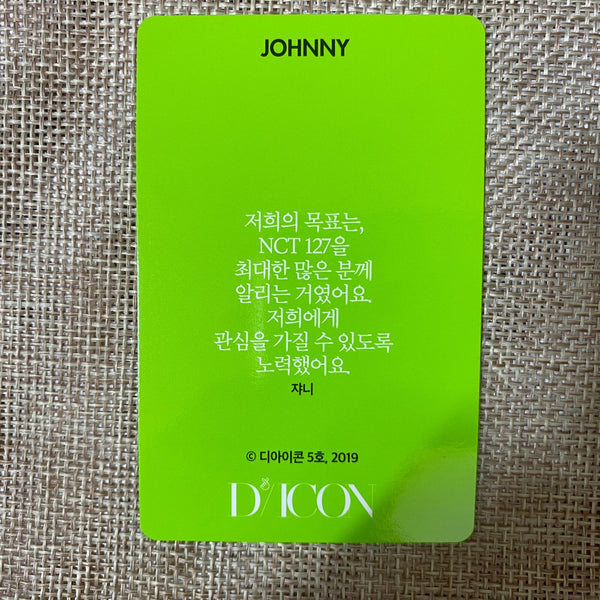 JOHNNY
저희의 목표는,
NCT 127을
최대한 많은 분께
알리는 거였어요.
저희에게
관심을 가질 수 있도록
노력했어요.
쟈니
© 디아이콘 5호, 2019
D/ICON